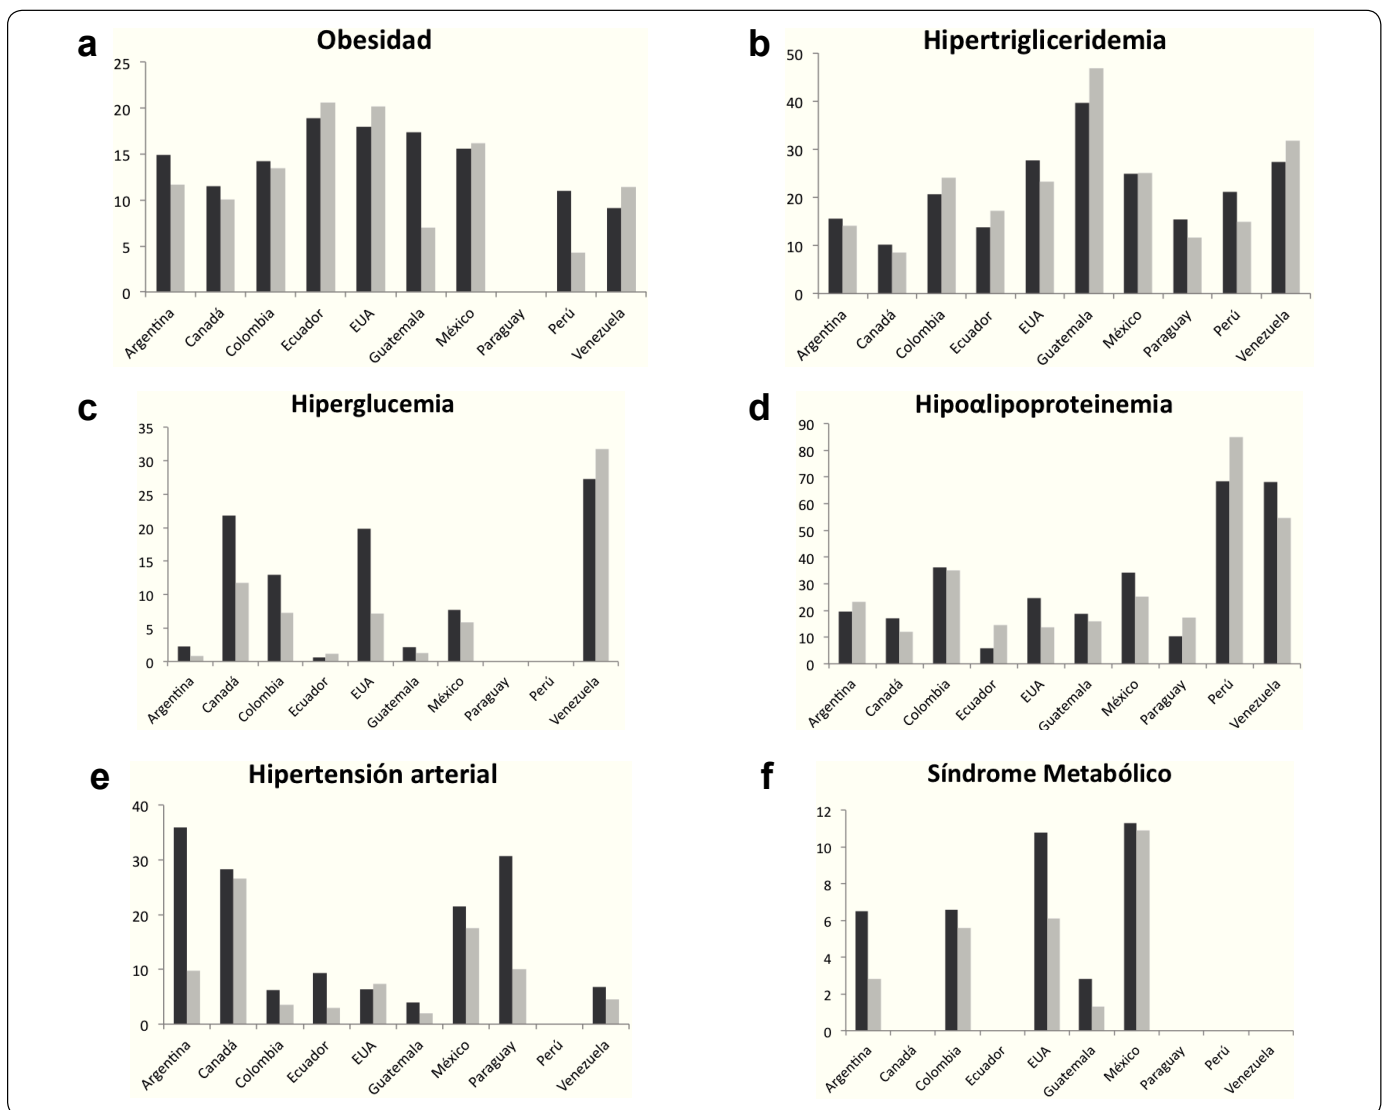 a
Obesidad
25
20
15
10
5
0
Argentina
Canadá
Colombia
Ecuador
EUA
Guatemala
México
Paraguay
Perú
Venezuela
b
Hipertrigliceridemia
50
40
30
20
10
0
Argentina
Canadá
Colombia
Ecuador
EUA
Guatemala
México
Paraguay
Perú
Venezuela
c
Hiperglucemia
35
30
25
20
15
10
5
0
Argentina
Canadá
Colombia
Ecuador
EUA
Guatemala
México
Paraguay
Perú
Venezuela
d
Hipoαlipoproteinemia
90
80
70
60
50
40
30
20
10
0
Argentina
Canadá
Colombia
Ecuador
EUA
Guatemala
México
Paraguay
Perú
Venezuela
e
Hipertensión arterial
40
30
20
10
0
Argentina
Canadá
Colombia
Ecuador
EUA
Guatemala
México
Paraguay
Perú
Venezuela
f
Síndrome Metabólico
12
10
8
6
4
2
0
Argentina
Canadá
Colombia
Ecuador
EUA
Guatemala
México
Paraguay
Perú
Venezuela